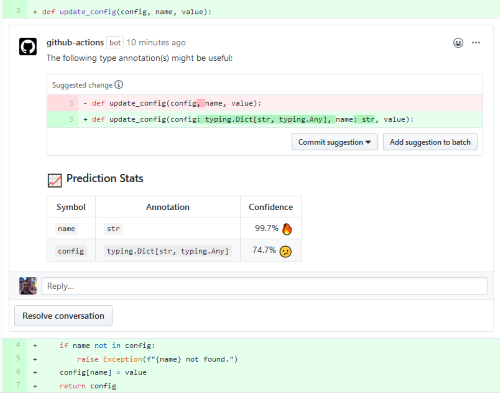 3 + def update_config(config, name, value):
github-actions bot 10 minutes ago
The following type annotation(s) might be useful:
Suggested change
3 - def update_config(config, name, value):
3 + def update_config(config: typing.Dict[str, typing.Any], name: str, value):
Commit suggestion Add suggestion to batch
Prediction Stats
Symbol Annotation Confidence
name str 99.7%
config typing.Dict[str, typing.Any] 74.7%
Reply...
Resolve conversation
4 + if name not in config:
5 + raise Exception(f"{name} not found.")
6 + config[name] = value
7 + return config